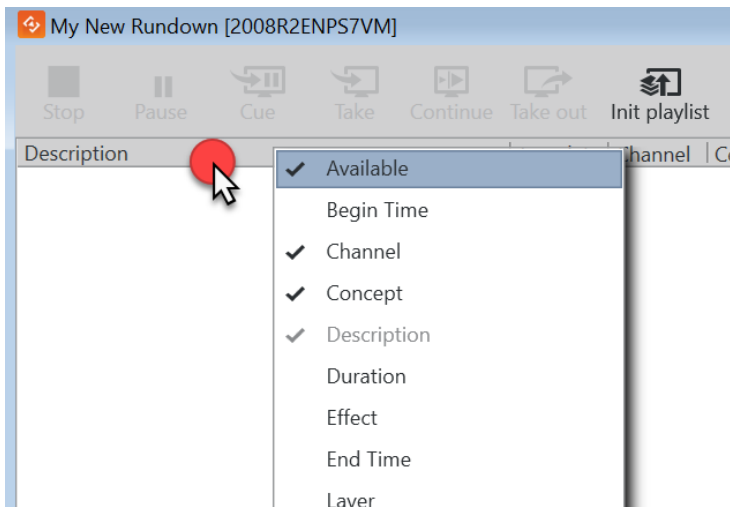 My New Rundown [2008R2ENPS7VM]
Stop Pause Cue Take Continue Take out Init playlist
Description Channel
Available
Begin Time
Channel
Concept
Description
Duration
Effect
End Time
Layer